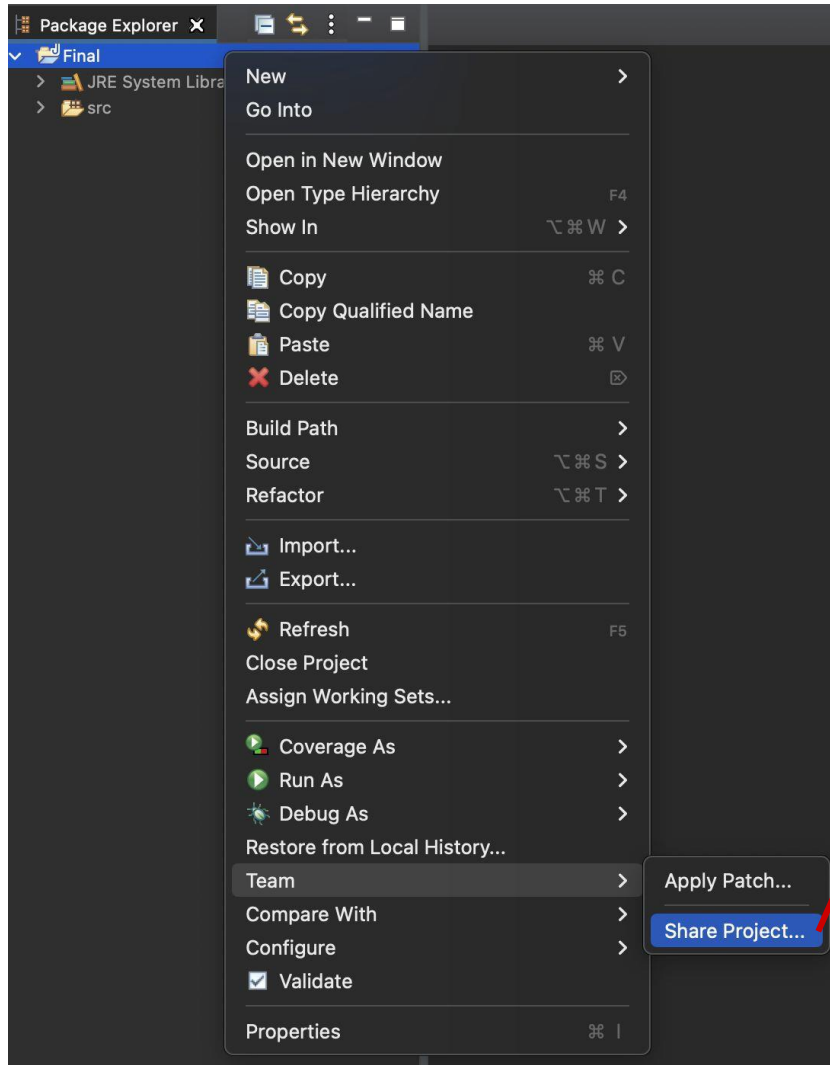 Package Explorer
Final
JRE System Libra
src
New
Go Into
Open in New Window
Open Type Hierarchy F4
Show In ⌥⌘W
Copy ⌘ C
Copy Qualified Name
Paste ⌘ V
Delete ⌦
Build Path
Source ⌥⌘S
Refactor ⌥⌘T
Import...
Export...
Refresh F5
Close Project
Assign Working Sets...
Coverage As
Run As
Debug As
Restore from Local History...
Team
Apply Patch...
Compare With
Share Project...
Configure
Validate
Properties ⌘ I